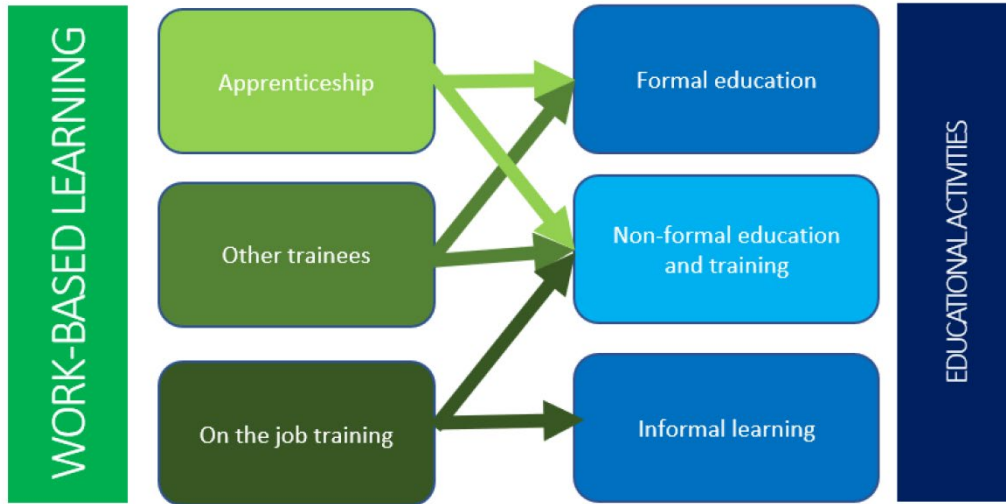 WORK-BASED LEARNING
Apprenticeship
Formal education
Other trainees
Non-formal education
and training
On the job training
Informal learning
EDUCATIONAL ACTIVITIES